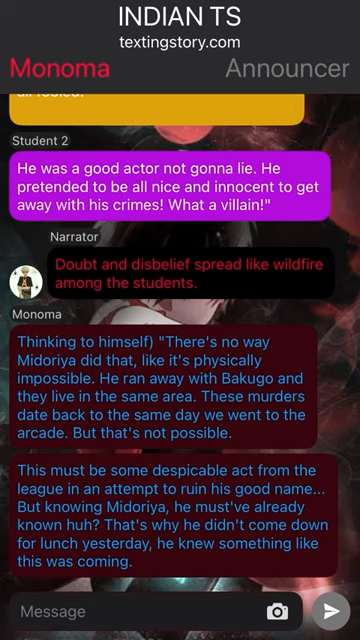 INDIAN TS
textingstory.com
Monoma
Announcer
Student 2
He was a good actor not gonna lie. He
pretended to be all nice and innocent to get
away with his crimes! What a villain!"
Narrator
Doubt and disbelief spread like wildfire
among the students.
Monoma
Thinking to himself) "There's no way
Midoriya did that, like it's physically
impossible. He ran away with Bakugo and
they live in the same area. These murders
date back to the same day we went to the
arcade. But that's not possible.
This must be some despicable act from the
league in an attempt to ruin his good name...
But knowing Midoriya, he must've already
known huh? That's why he didn't come down
for lunch yesterday, he knew something like
this was coming.
Message